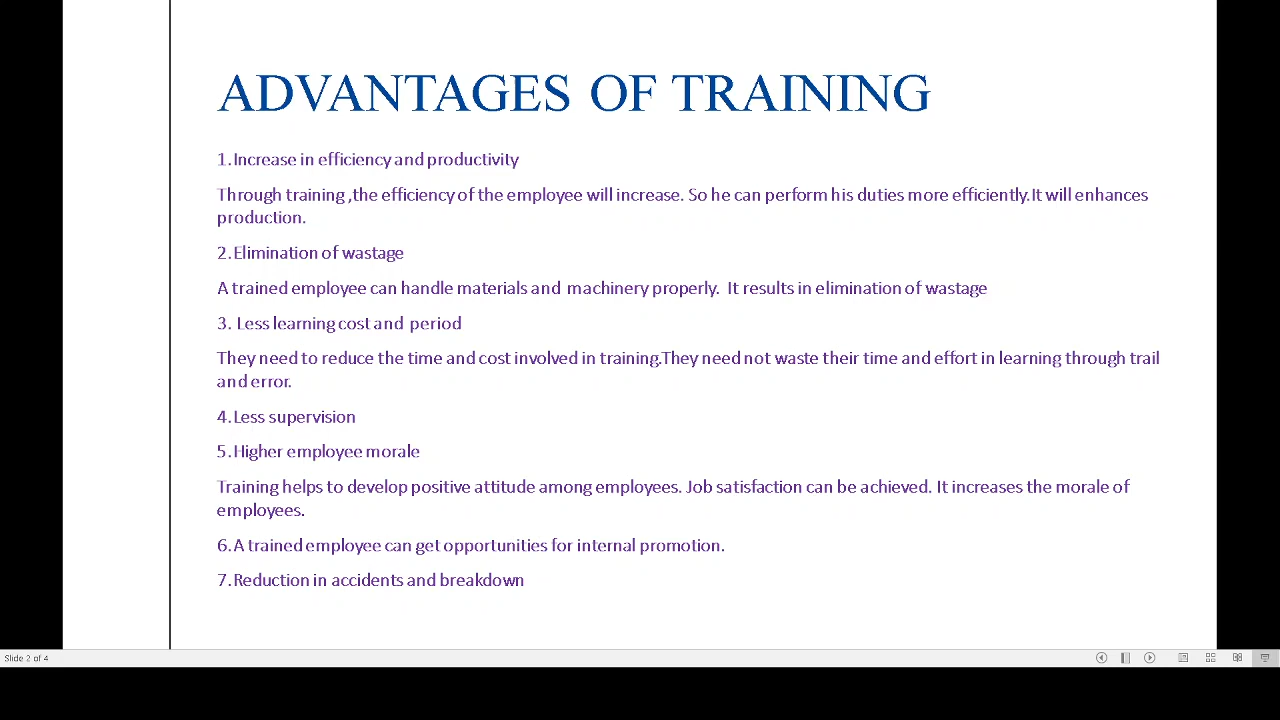 ADVANTAGES OF TRAINING
1.Increase in efficiency and productivity
Through training ,the efficiency of the employee will increase. So he can perform his duties more efficiently.It will enhances
production.
2.Elimination of wastage
A trained employee can handle materials and machinery properly. It results in elimination of wastage
3. Less learning cost and period
They need to reduce the time and cost involved in training.They need not waste their time and effort in learning through trail
and error.
4.Less supervision
5.Higher employee morale
Training helps to develop positive attitude among employees. Job satisfaction can be achieved. It increases the morale of
employees.
6.A trained employee can get opportunities for internal promotion.
7.Reduction in accidents and breakdown
Slide 2 of 4